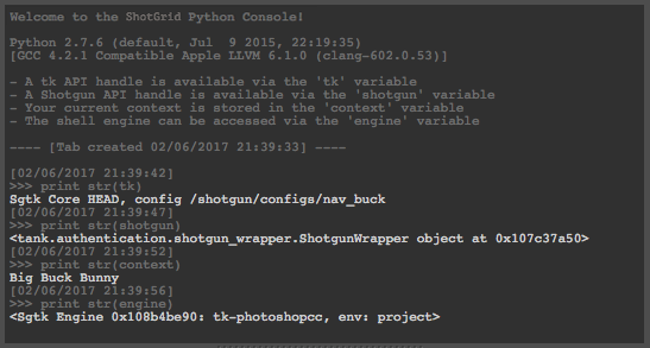 Welcome to the ShotGrid Python Console!
Python 2.7.6 (default, Jul  9 2015, 22:19:35)
[GCC 4.2.1 Compatible Apple LLVM 6.1.0 (clang-602.0.53)]
- A tk API handle is available via the 'tk' variable
- A Shotgun API handle is available via the 'shotgun' variable
- Your current context is stored in the 'context' variable
- The shell engine can be accessed via the 'engine' variable
---- [Tab created 02/06/2017 21:39:33] ----
[02/06/2017 21:39:42]
>>> print str(tk)
Sgtk Core HEAD, config /shotgun/configs/nav_buck
[02/06/2017 21:39:47]
>>> print str(shotgun)
<tank.authentication.shotgun_wrapper.ShotgunWrapper object at 0x107c37a50>
[02/06/2017 21:39:52]
>>> print str(context)
Big Buck Bunny
[02/06/2017 21:39:56]
>>> print str(engine)
<Sgtk Engine 0x108b4be90: tk-photoshopcc, env: project>